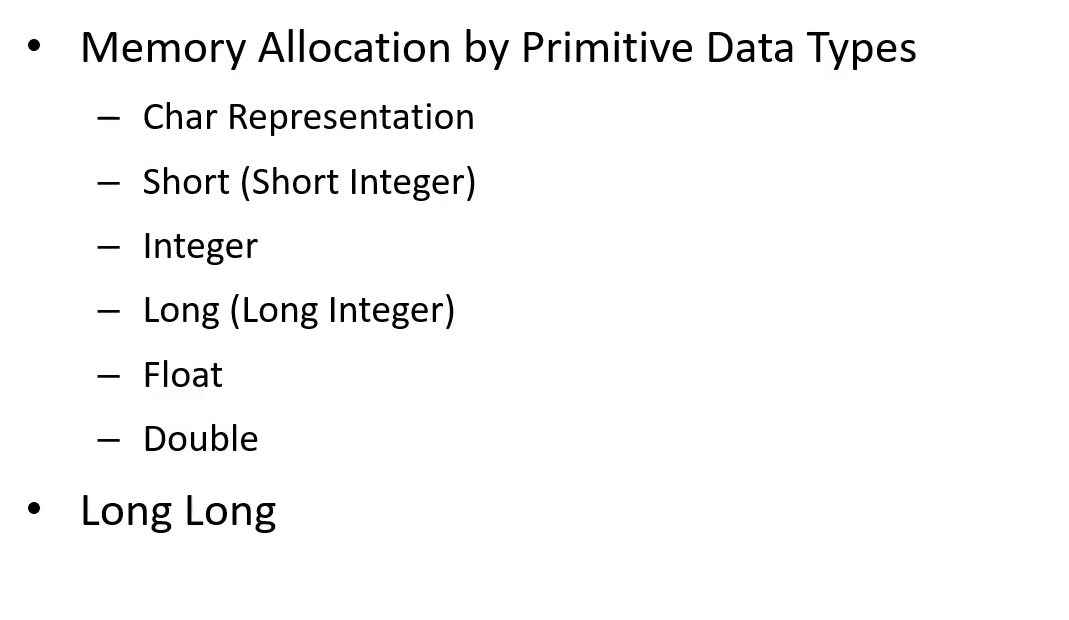 • Memory Allocation by Primitive Data Types
– Char Representation
– Short (Short Integer)
– Integer
– Long (Long Integer)
– Float
– Double
• Long Long